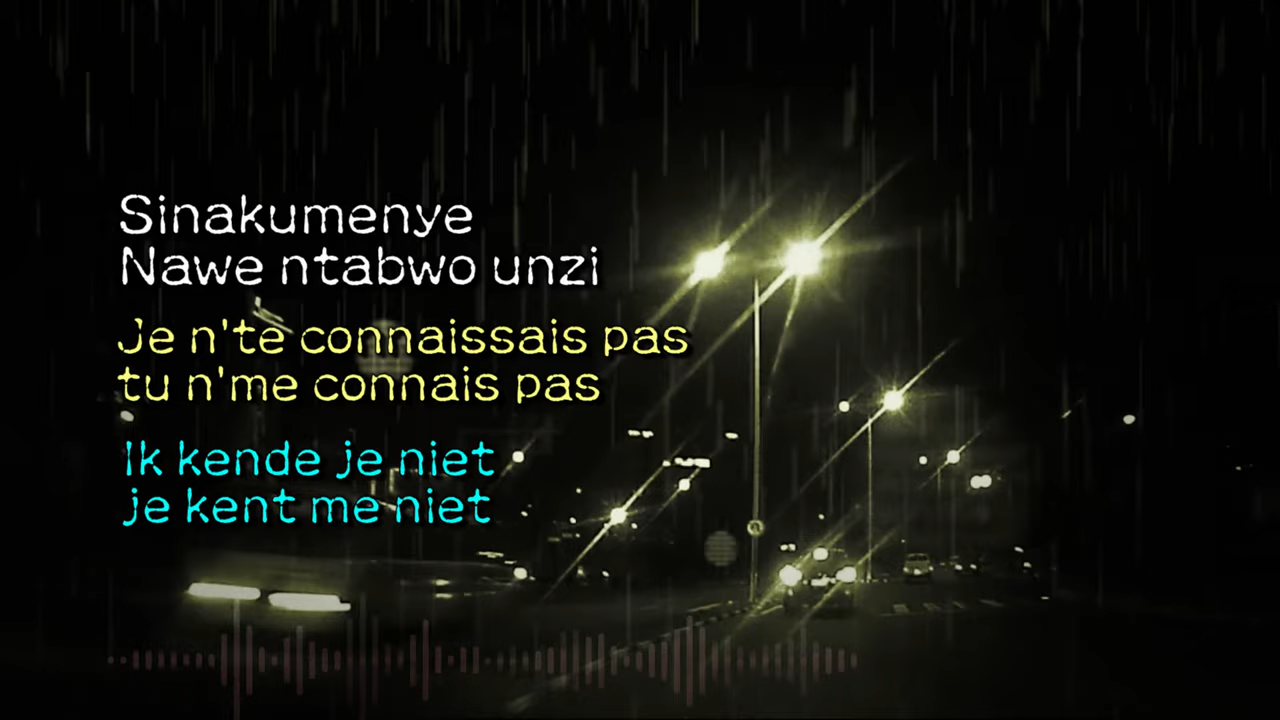 Sinakumenye
Nawe ntabwo unzi
Je n'te connaissais pas
tu n'me connais pas
Ik kende je niet
je kent me niet